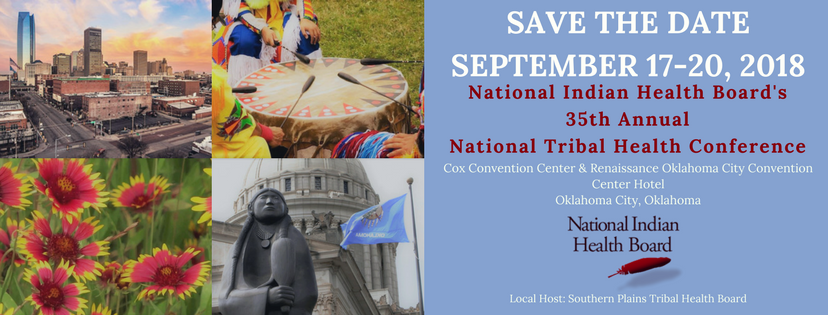 SAVE THE DATE
SEPTEMBER 17-20, 2018
National Indian Health Board's
35th Annual
National Tribal Health Conference
Cox Convention Center & Renaissance Oklahoma City Convention
Center Hotel
Oklahoma City, Oklahoma
National Indian
Health Board
Local Host: Southern Plains Tribal Health Board